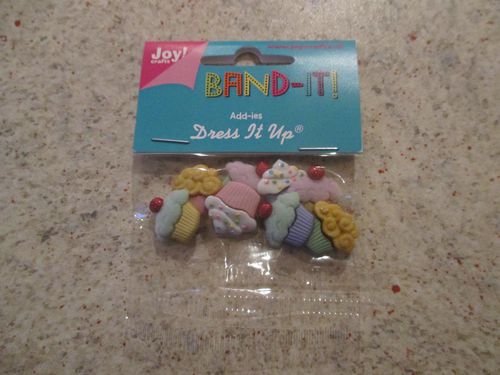 Joy!
crafts
BAND-IT!
Add-ies
Dress It Up®